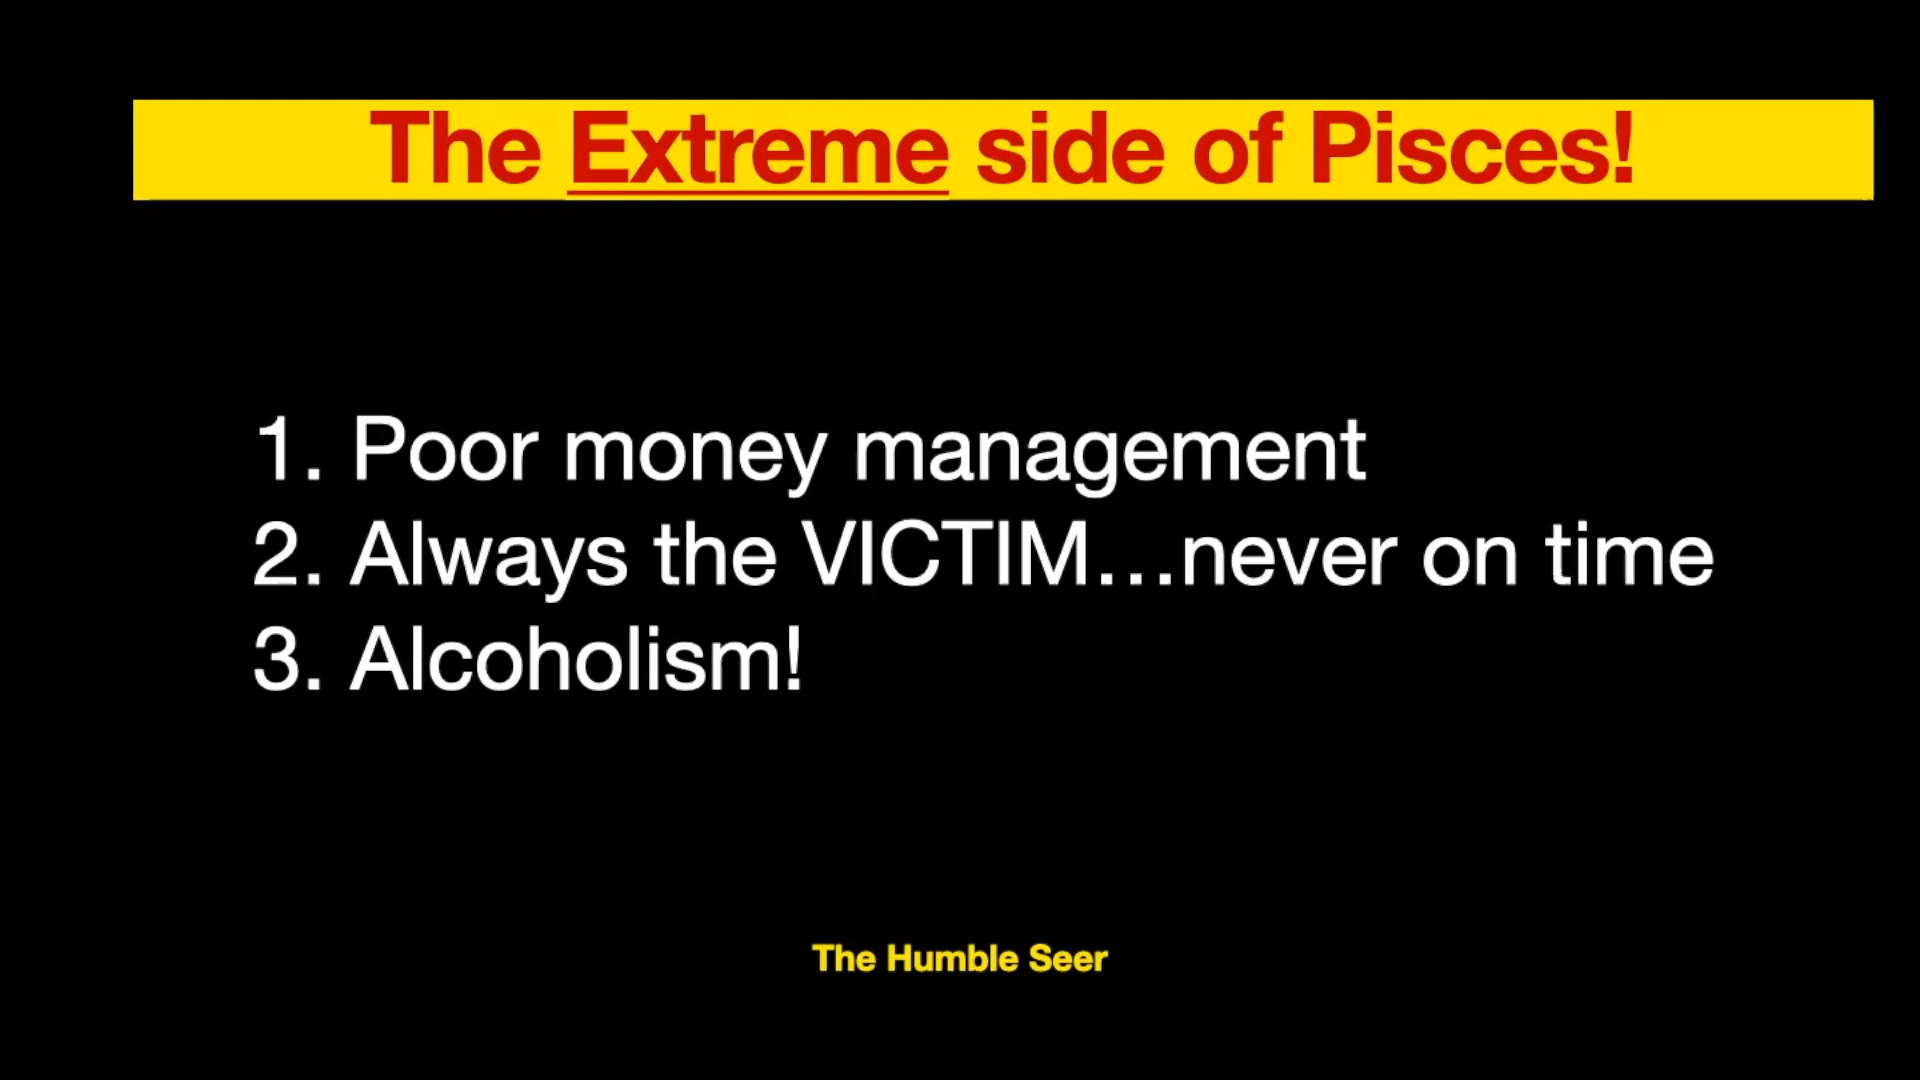 The Extreme side of Pisces!
1. Poor money management
2. Always the VICTIM...never on time
3. Alcoholism!
The Humble Seer